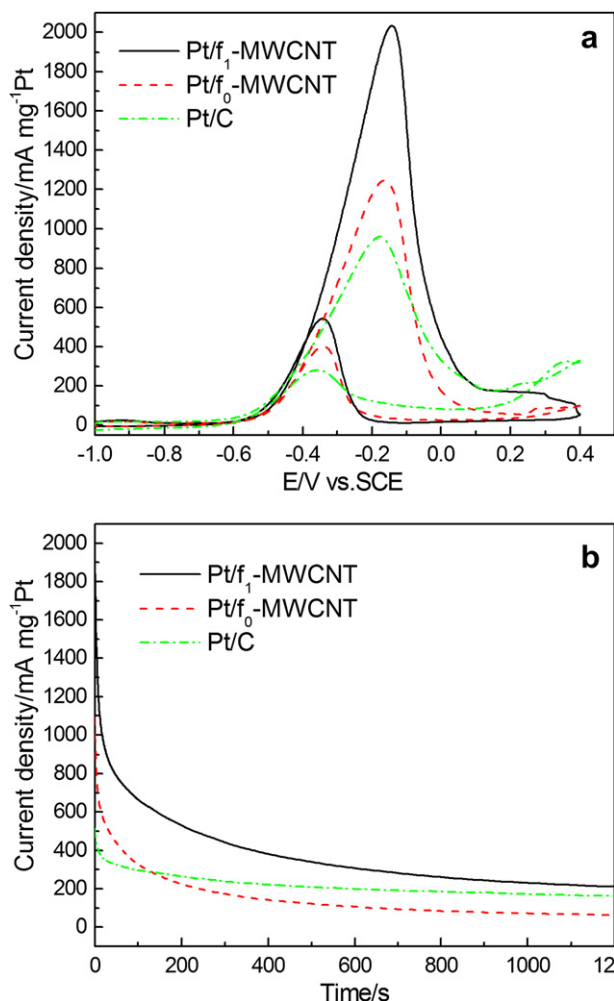 a
2000
1800
1600
1400
1200
1000
800
600
400
200
0
Current density/mA mg⁻¹Pt
Pt/f₁-MWCNT
Pt/f₀-MWCNT
Pt/C
-1.0 -0.8 -0.6 -0.4 -0.2 0.0 0.2 0.4
E/V vs.SCE
b
2000
1800
1600
1400
1200
1000
800
600
400
200
0
Current density/mA mg⁻¹Pt
Pt/f₁-MWCNT
Pt/f₀-MWCNT
Pt/C
0 200 400 600 800 1000 1200
Time/s